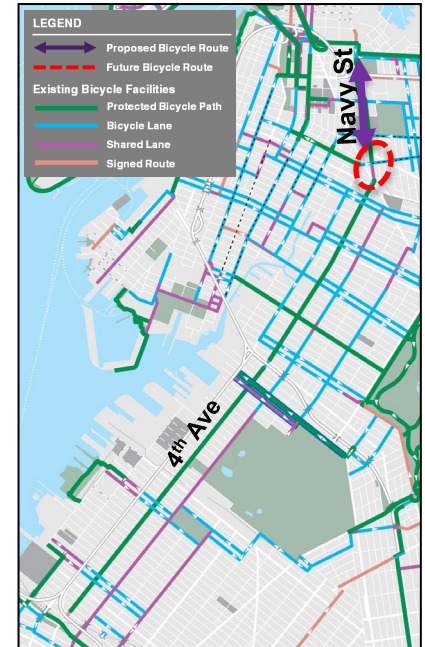 LEGEND
Proposed Bicycle Route
Future Bicycle Route
Existing Bicycle Facilities
Protected Bicycle Path
Bicycle Lane
Shared Lane
Signed Route
Navy St
4th Ave